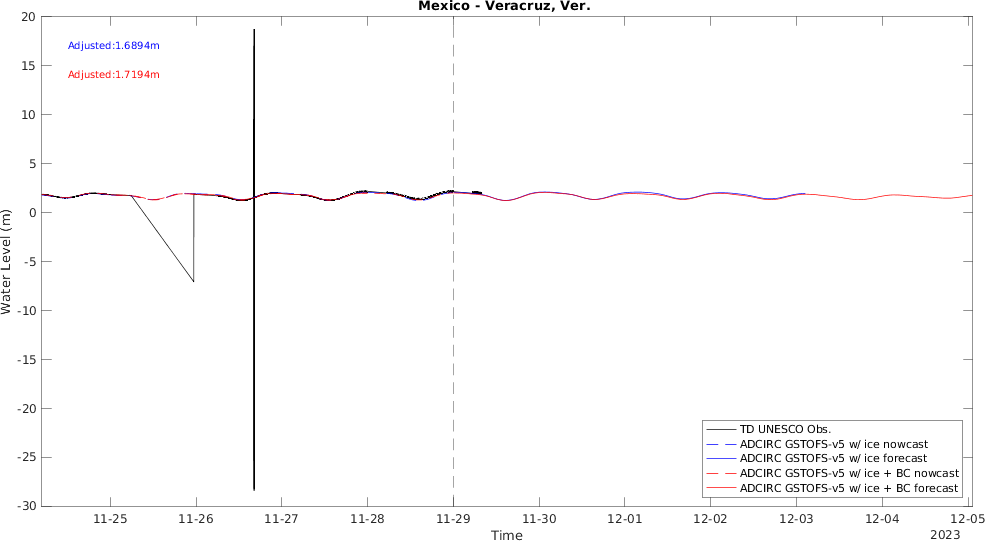 Mexico - Veracruz, Ver.
Adjusted:1.6894m
Adjusted:1.7194m
20
15
10
5
0
-5
-10
-15
-20
-25
-30
Water Level (m)
TD UNESCO Obs.
ADCIRC GSTOFS-v5 w/ ice nowcast
ADCIRC GSTOFS-v5 w/ ice forecast
ADCIRC GSTOFS-v5 w/ ice + BC nowcast
ADCIRC GSTOFS-v5 w/ ice + BC forecast
11-25 11-26 11-27 11-28 11-29 11-30 12-01 12-02 12-03 12-04 12-05
Time
2023